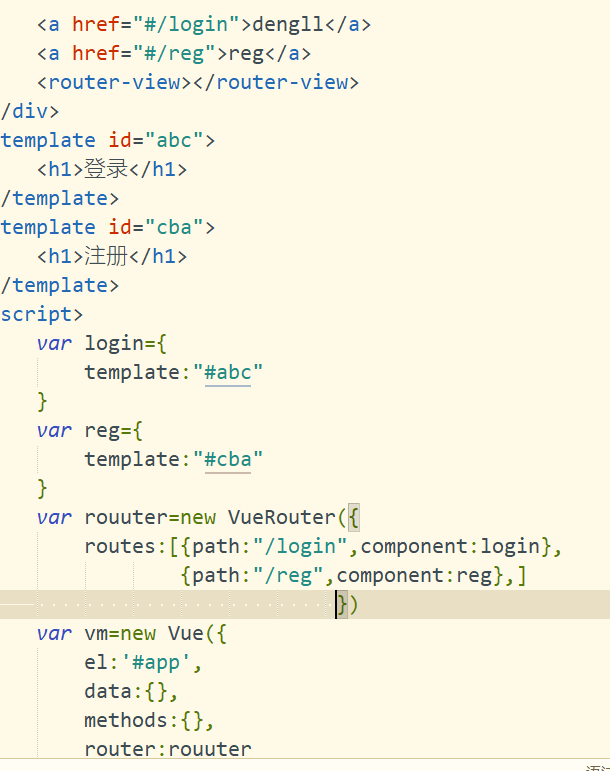 <a href="#/login">dengll</a>
<a href="#/reg">reg</a>
<router-view></router-view>
/div>
template id="abc">
<h1>登录</h1>
/template>
template id="cba">
<h1>注册</h1>
/template>
script>
var login={
template:"#abc"
}
var reg={
template:"#cba"
}
var rouuter=new VueRouter({
routes:[{path:"/login",component:login},
{path:"/reg",component:reg},]
})
var vm=new Vue({
el:'#app',
data:{},
methods:{},
router:rouuter